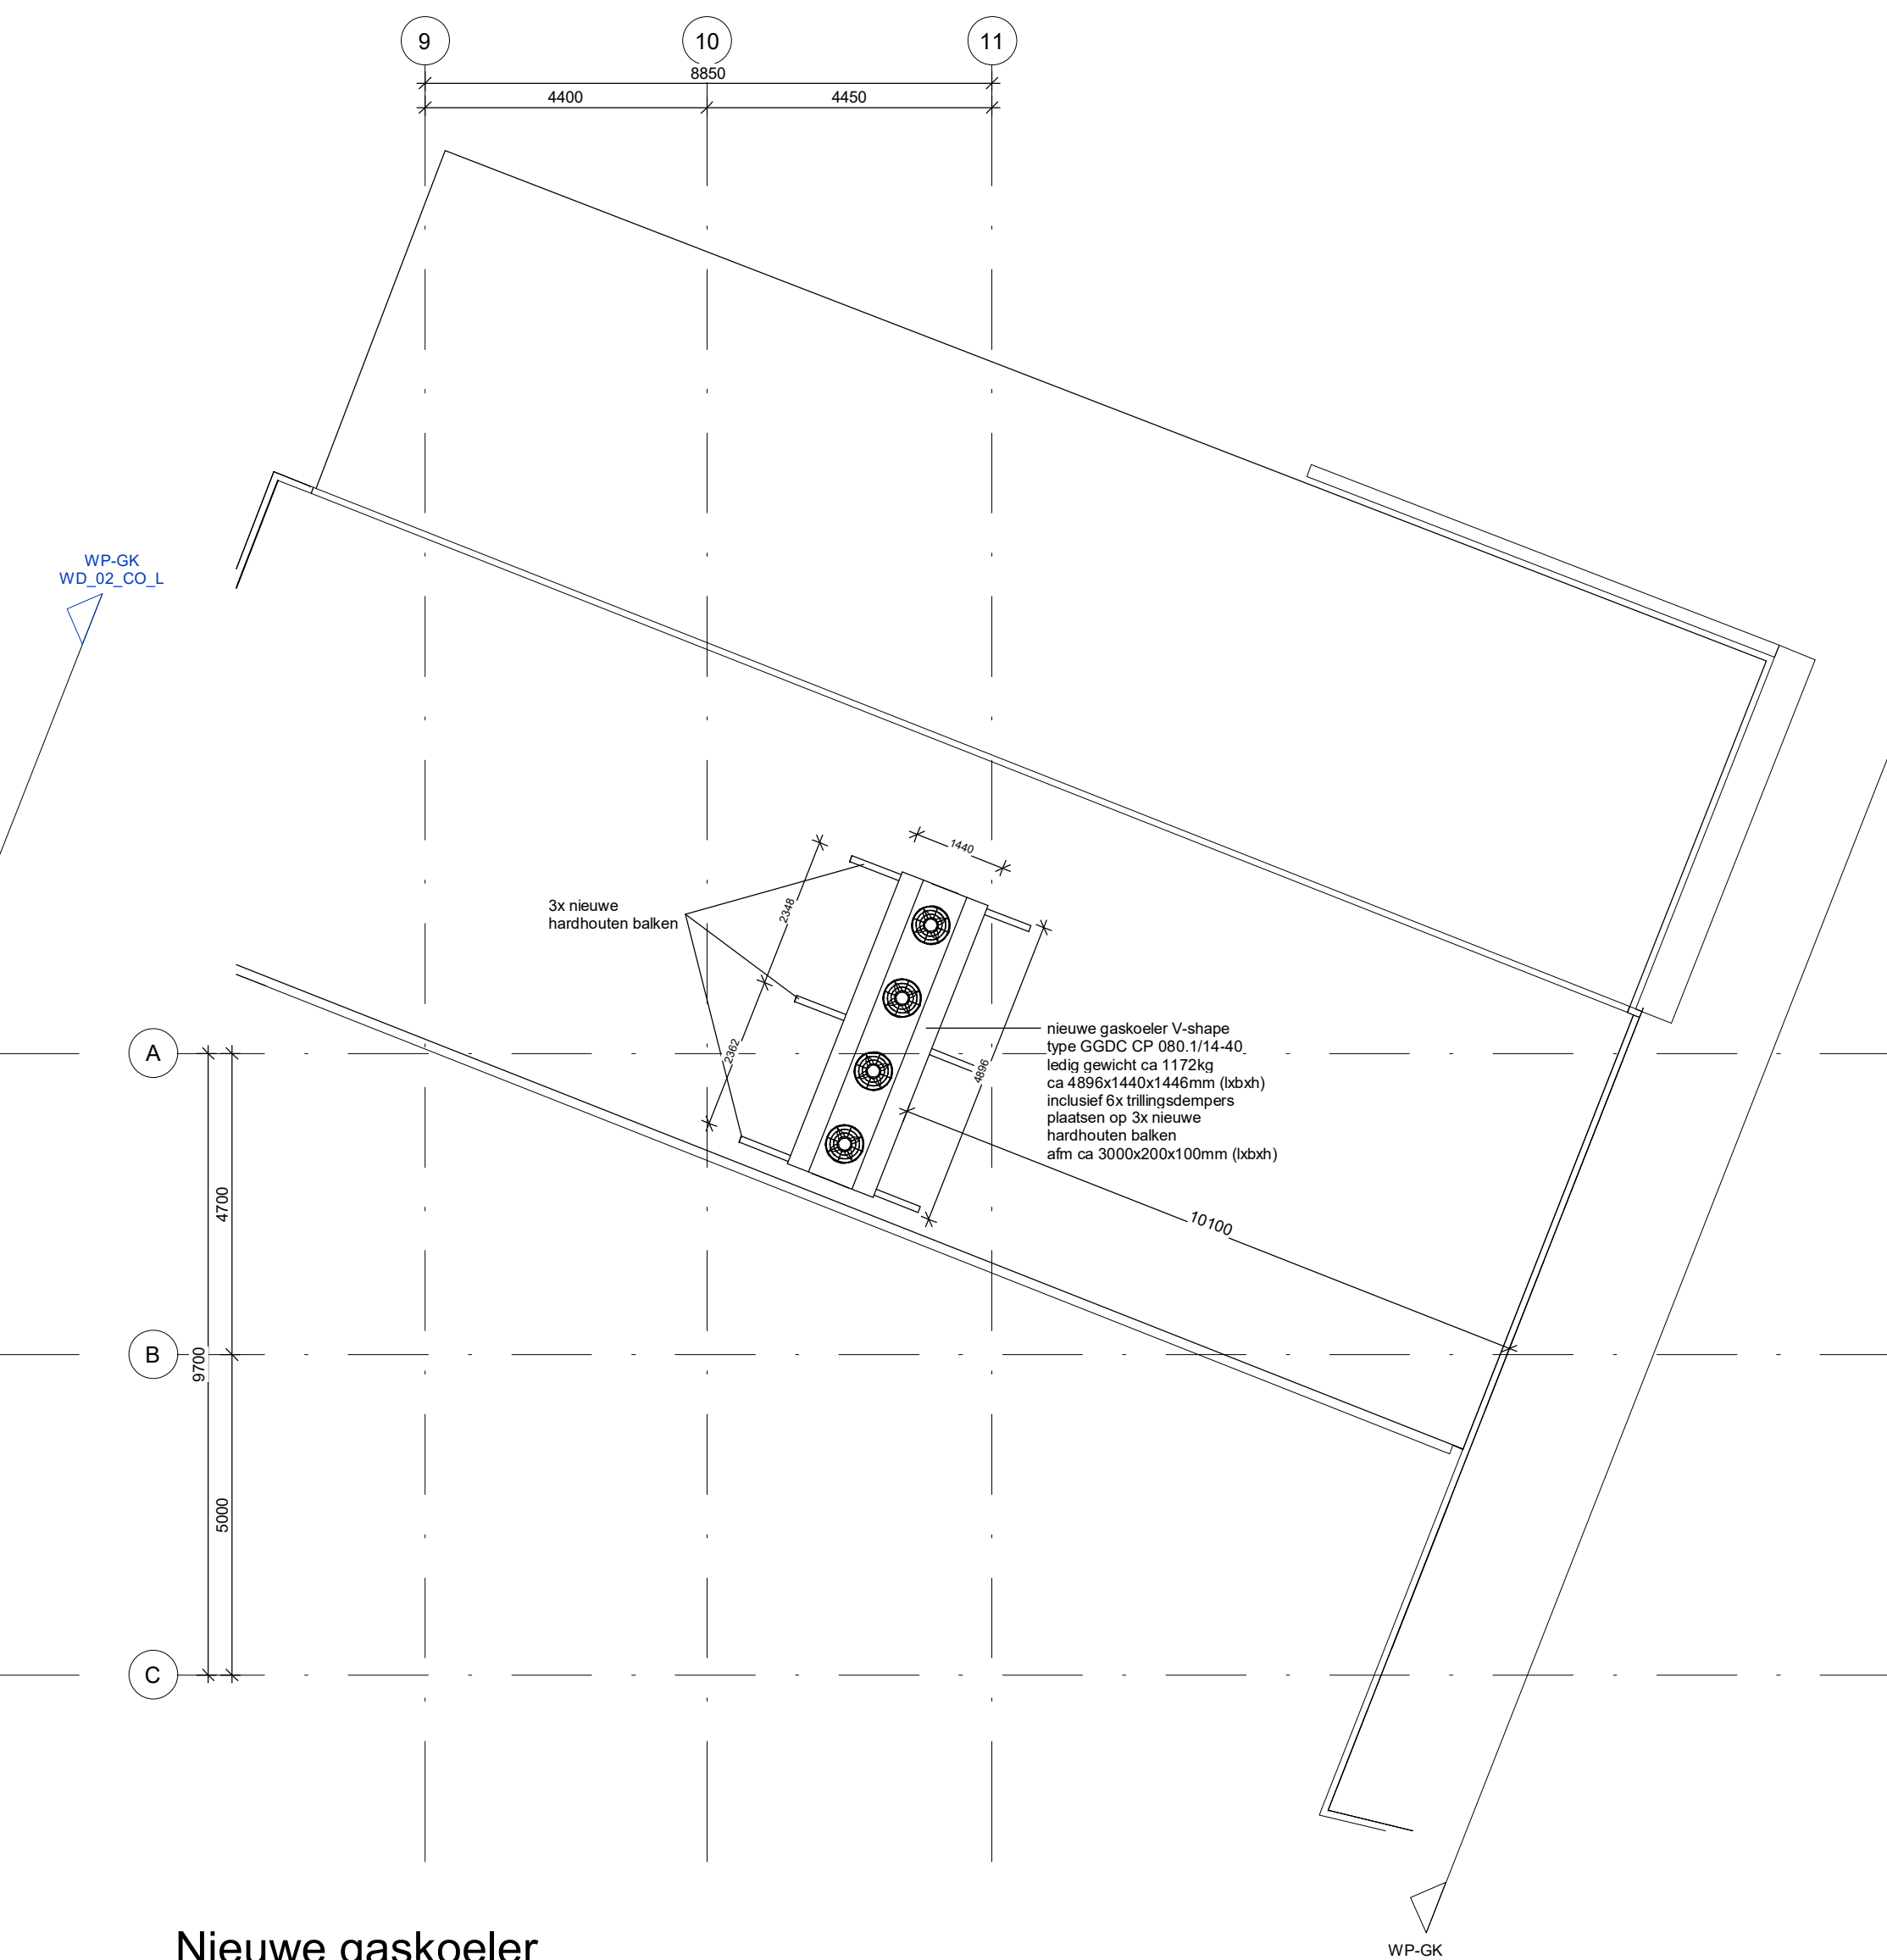 9
10
11
8850
4400
4450
WP-GK
WD_02_CO_L
1440
2348
3x nieuwe
hardhouten balken
nieuwe gaskoeler V-shape
type GGDC CP 080.1/14-40
ledig gewicht ca 1172kg
ca 4896x1440x1446mm (lxbxh)
inclusief 6x trillingsdempers
plaatsen op 3x nieuwe
hardhouten balken
afm ca 3000x200x100mm (lxbxh)
2362
4896
A
4700
10100
B
9700
5000
C
Nieuwe gaskoeler
WP-GK